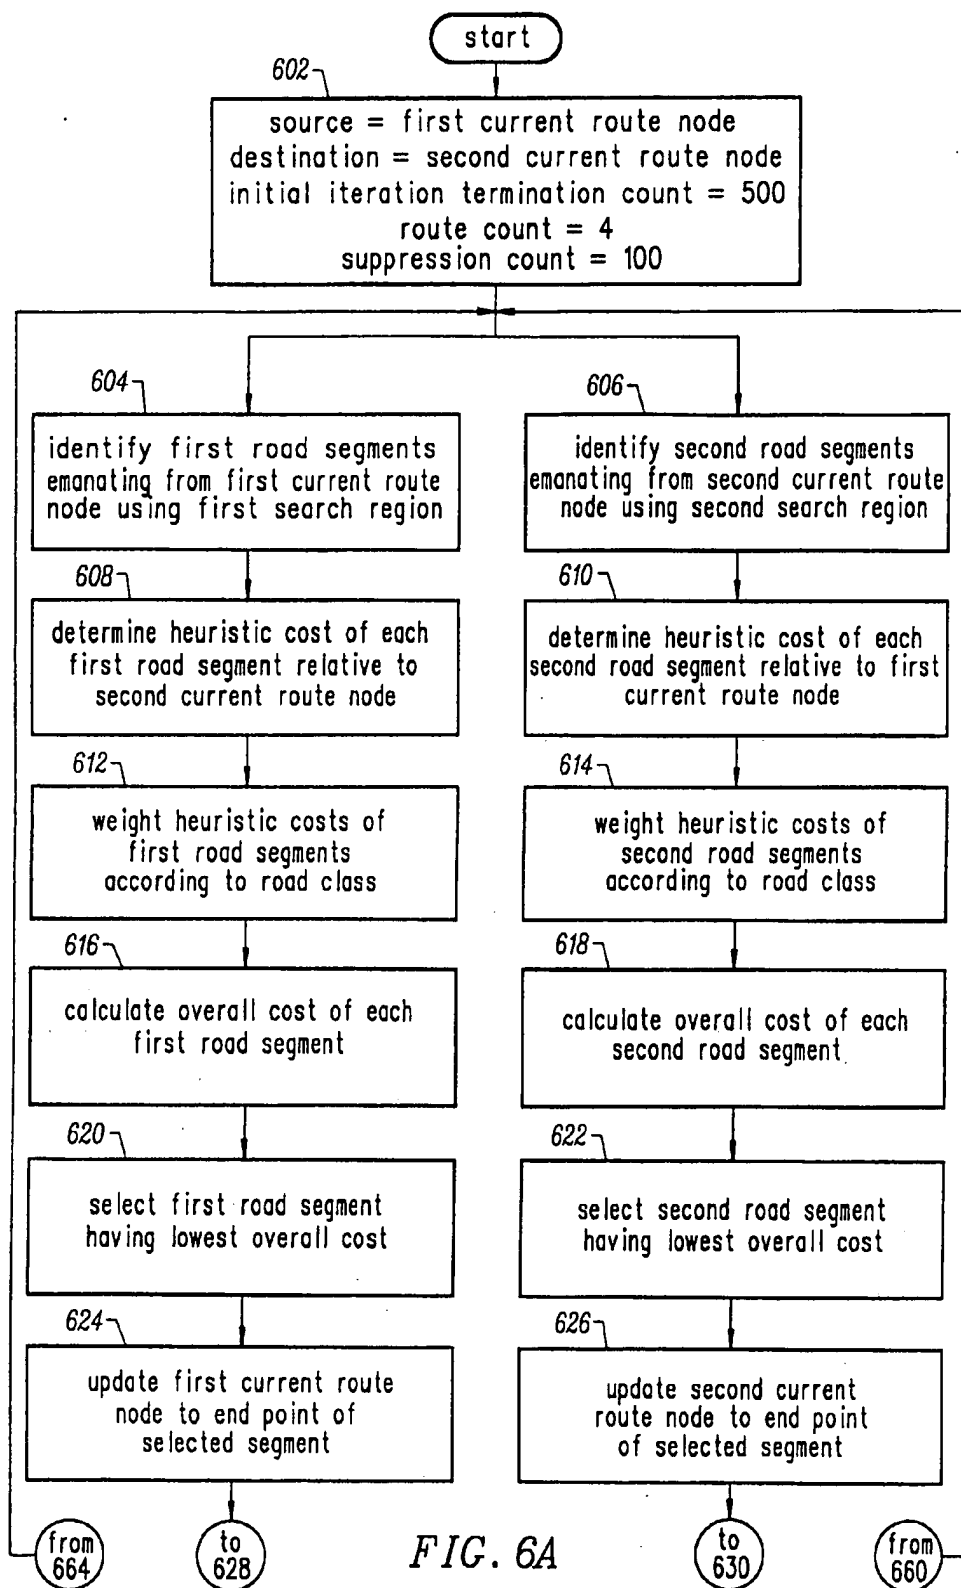 start
602
source = first current route node
destination = second current route node
initial iteration termination count = 500
route count = 4
suppression count = 100
604
identify first road segments
emanating from first current route
node using first search region
606
identify second road segments
emanating from second current route
node using second search region
608
determine heuristic cost of each
first road segment relative to
second current route node
610
determine heuristic cost of each
second road segment relative to first
current route node
612
weight heuristic costs of
first road segments
according to road class
614
weight heuristic costs of
second road segments
according to road class
616
calculate overall cost of each
first road segment
618
calculate overall cost of each
second road segment
620
select first road segment
having lowest overall cost
622
select second road segment
having lowest overall cost
624
update first current route
node to end point of
selected segment
626
update second current
route node to end point
of selected segment
from
664
to
628
FIG. 6A
to
630
from
660